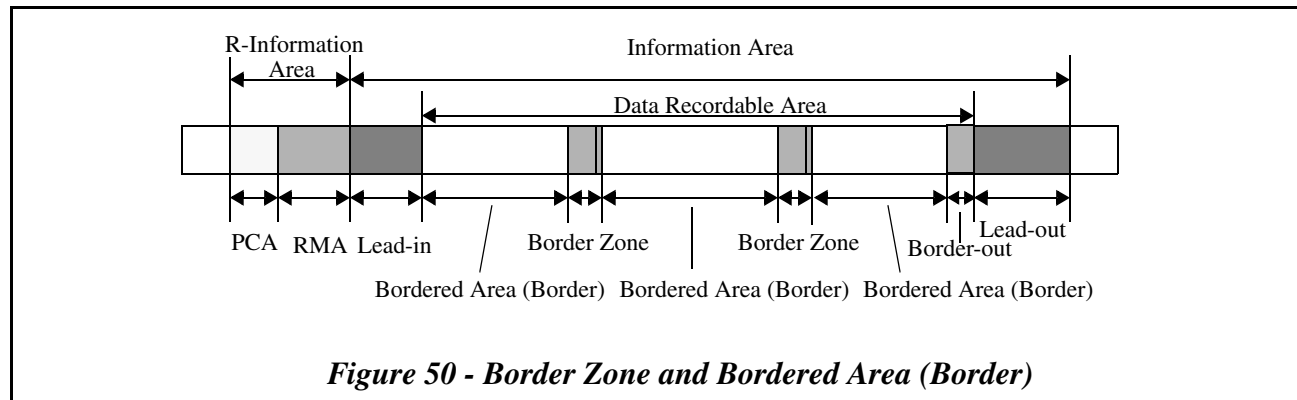 R-Information
Area
Information Area
Data Recordable Area
PCA
RMA
Lead-in
Border Zone
Border Zone
Border-out
Lead-out
Bordered Area (Border)
Bordered Area (Border)
Bordered Area (Border)
Figure 50 - Border Zone and Bordered Area (Border)